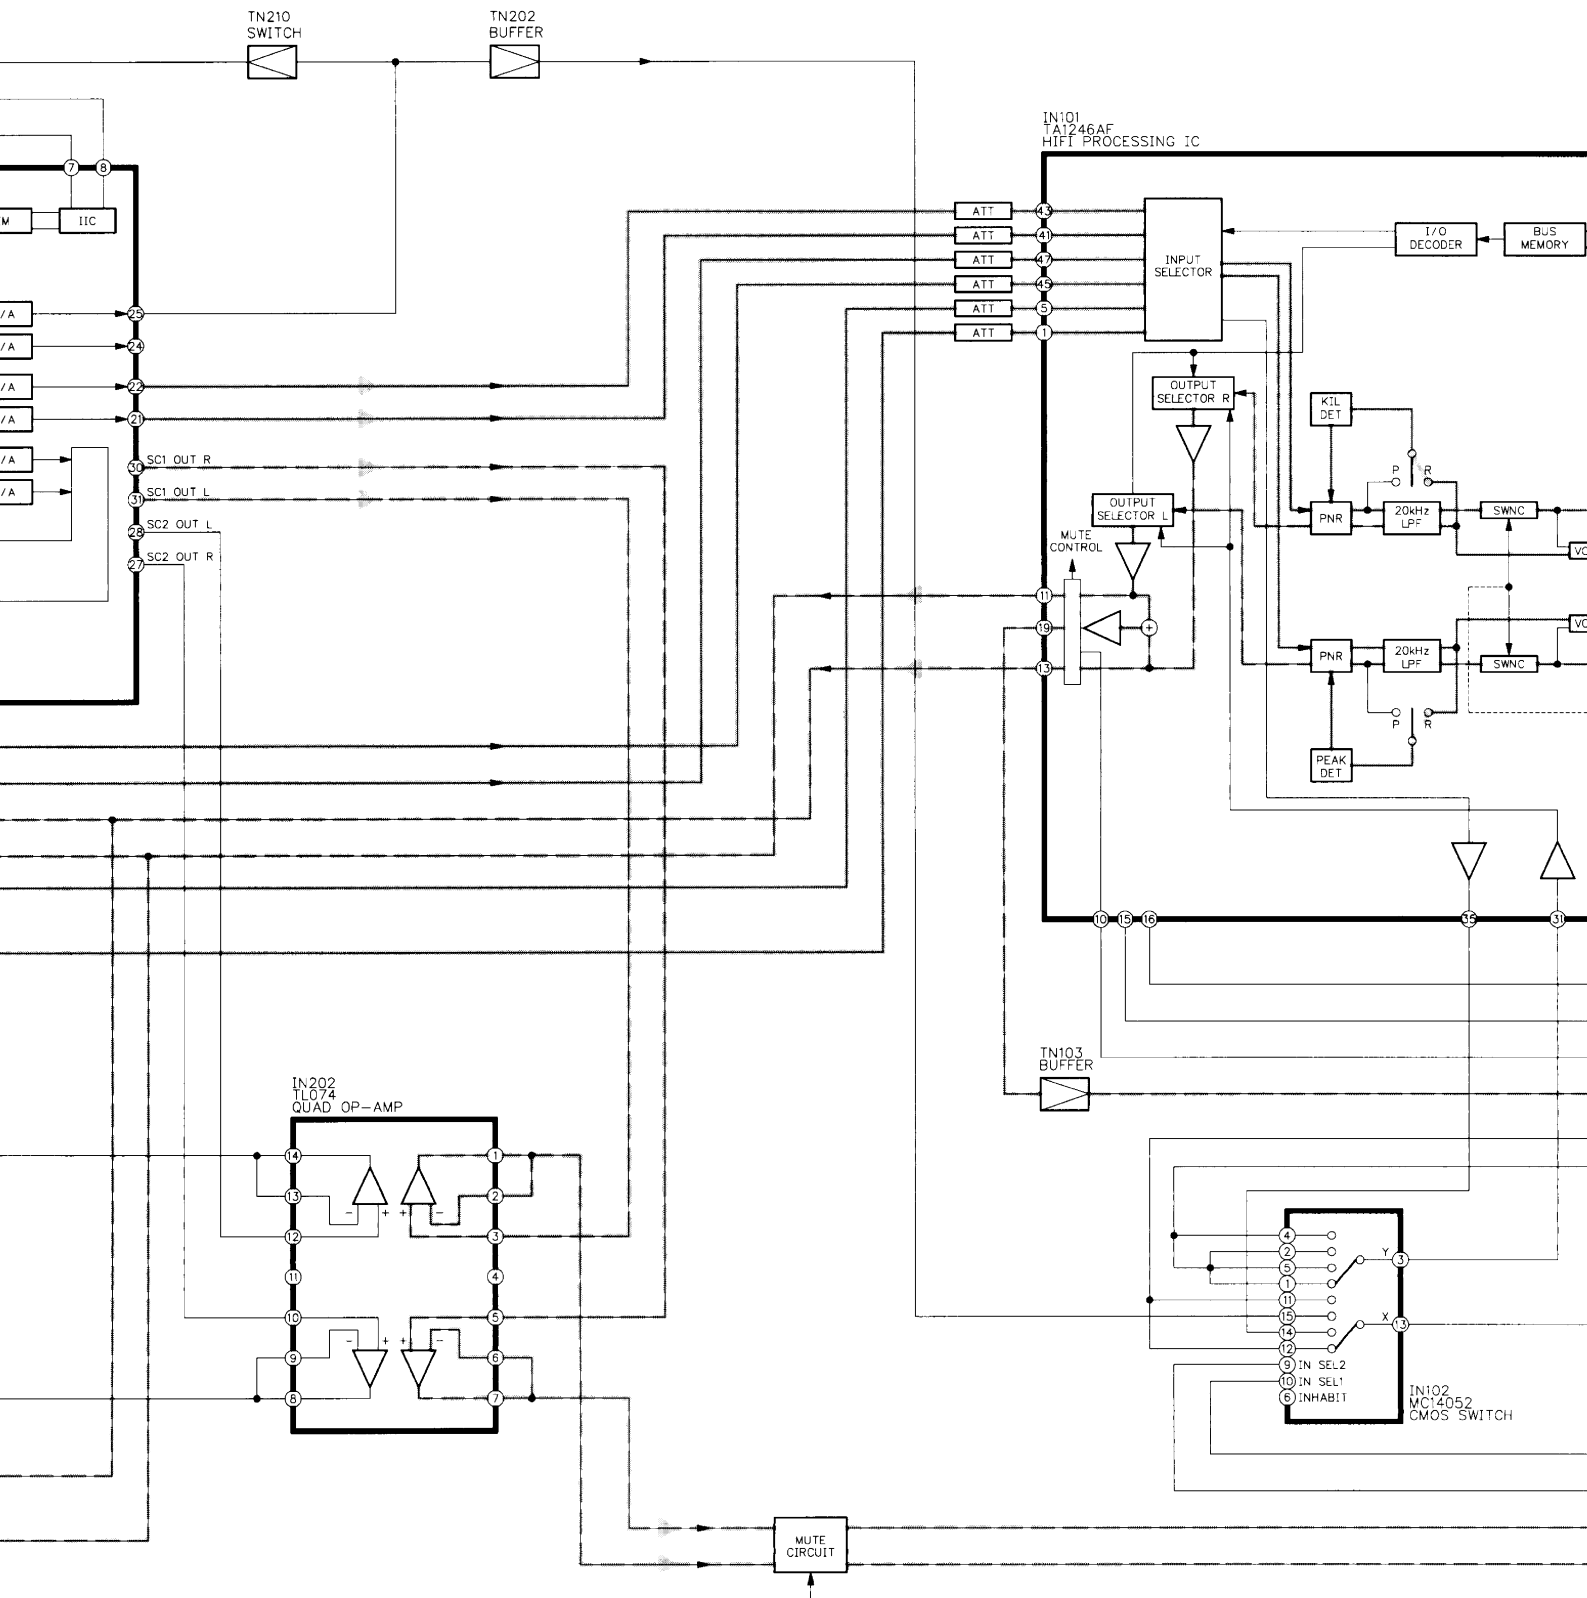 TN210
SWITCH
TN202
BUFFER
IN101
TA1246AF
HIFI PROCESSING IC
7
8
M
IIC
ATT
43
ATT
41
ATT
47
ATT
45
ATT
5
ATT
1
INPUT
SELECTOR
I/O
DECODER
BUS
MEMORY
/A
25
/A
24
/A
22
/A
21
/A
30
SC1 OUT R
/A
31
SC1 OUT L
28
SC2 OUT L
27
SC2 OUT R
OUTPUT
SELECTOR R
KIL
DET
P
R
OUTPUT
SELECTOR L
PNR
20kHz
LPF
SWNC
VC
MUTE
CONTROL
11
19
+
13
VC
PNR
20kHz
LPF
SWNC
P
R
PEAK
DET
10
15
16
35
31
TN103
BUFFER
IN202
TL074
QUAD OP-AMP
14
1
13
2
-
+
+
-
12
3
11
4
10
5
-
+
+
-
9
6
8
7
4
2
5
1
11
15
14
12
9 IN SEL2
10 IN SEL1
6 INHABIT
Y
3
X
13
IN102
MC14052
CMOS SWITCH
MUTE
CIRCUIT